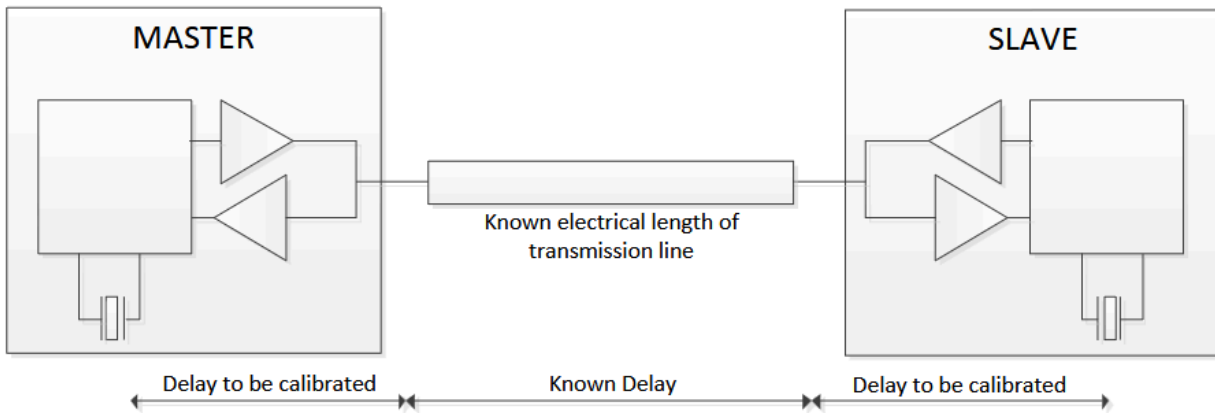 MASTER
SLAVE
Known electrical length of
transmission line
Delay to be calibrated
Known Delay
Delay to be calibrated